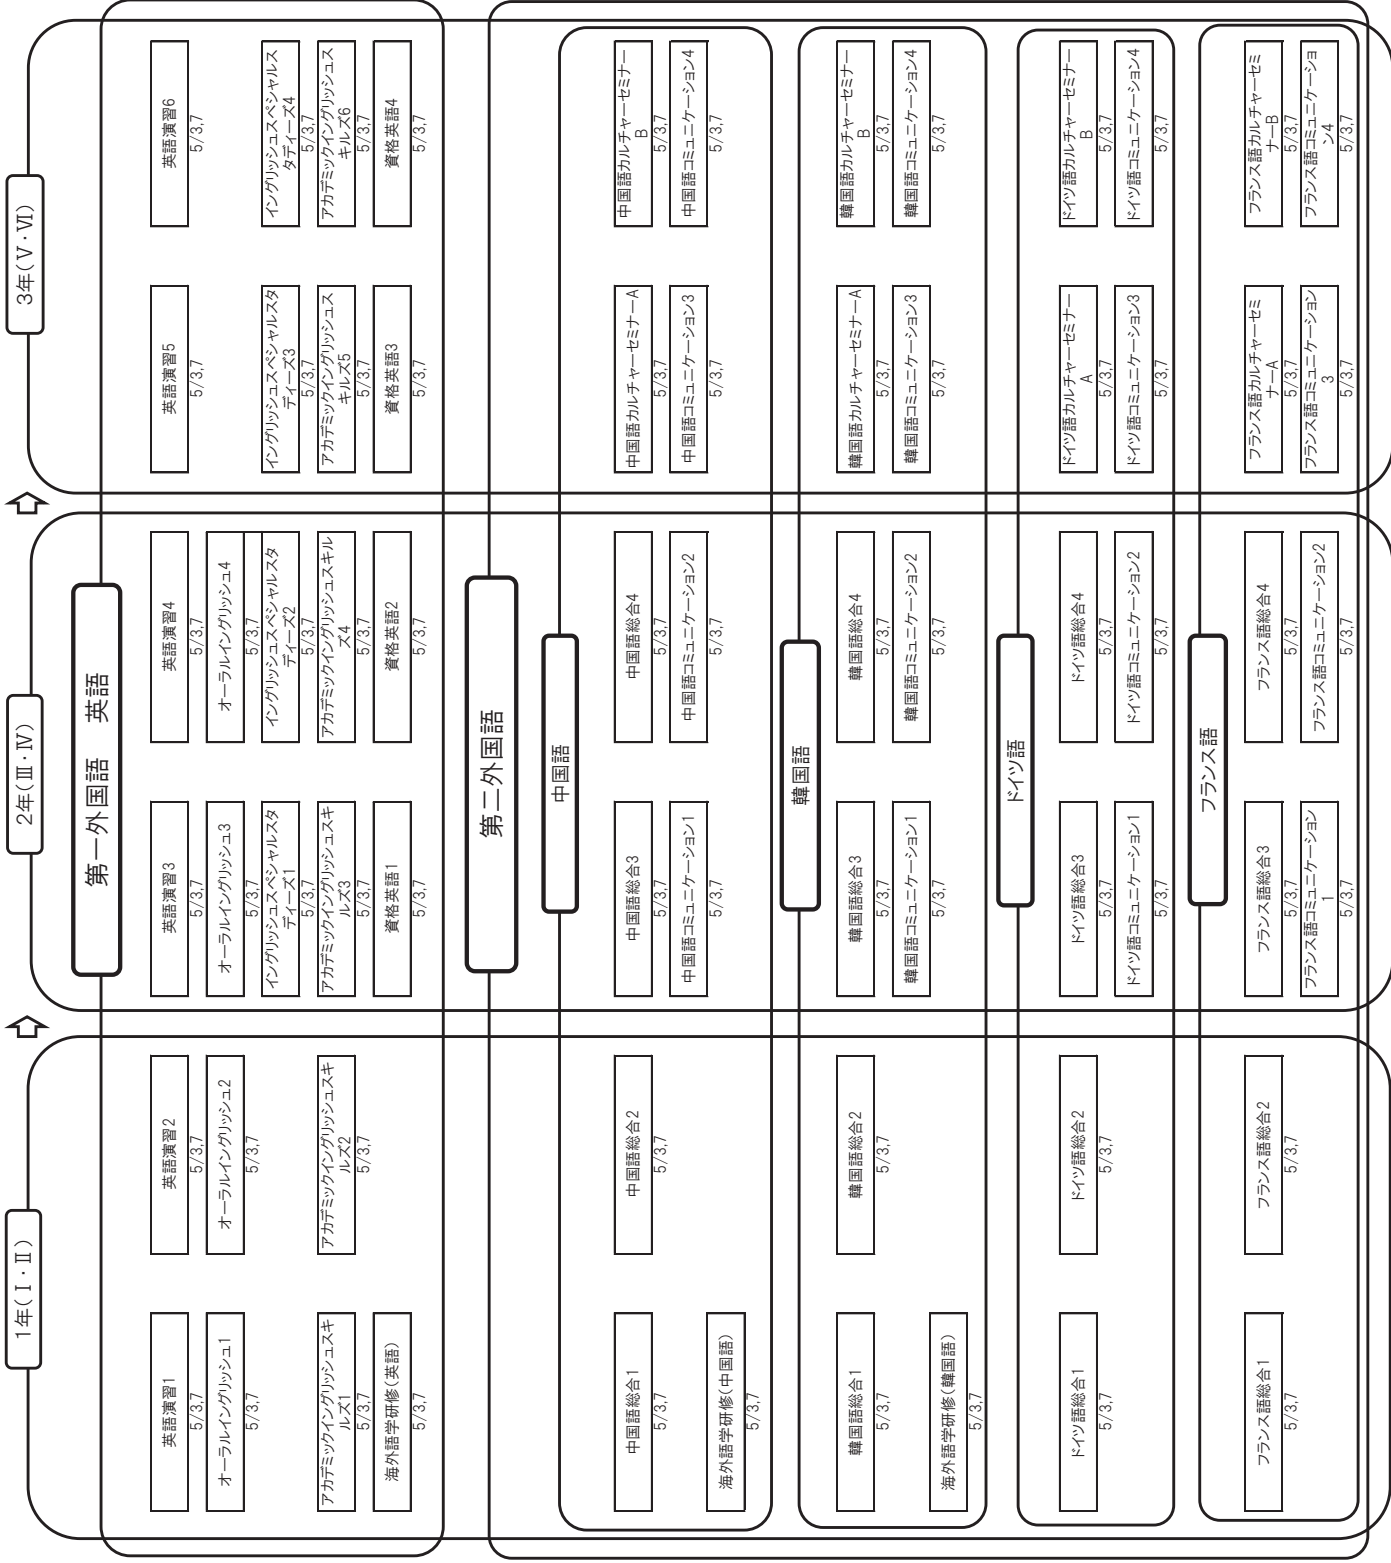 1年(Ⅰ・Ⅱ)
2年(Ⅲ・Ⅳ)
3年(Ⅴ・Ⅵ)
第一外国語 英語
英語演習1
5/3,7
英語演習2
5/3,7
英語演習3
5/3,7
英語演習4
5/3,7
英語演習5
5/3,7
英語演習6
5/3,7
オーラルイングリッシュ1
5/3,7
オーラルイングリッシュ2
5/3,7
オーラルイングリッシュ3
5/3,7
オーラルイングリッシュ4
5/3,7
イングリッシュスペシャルスタ
ディーズ1
5/3,7
イングリッシュスペシャルスタ
ディーズ2
5/3,7
イングリッシュスペシャルスタ
ディーズ3
5/3,7
イングリッシュスペシャルス
タディーズ4
5/3,7
アカデミックイングリッシュスキ
ルズ1
5/3,7
アカデミックイングリッシュスキ
ルズ2
5/3,7
アカデミックイングリッシュスキ
ルズ3
5/3,7
アカデミックイングリッシュスキル
ズ4
5/3,7
アカデミックイングリッシュス
キルズ5
5/3,7
アカデミックイングリッシュス
キルズ6
5/3,7
海外語学研修(英語)
5/3,7
資格英語1
5/3,7
資格英語2
5/3,7
資格英語3
5/3,7
資格英語4
5/3,7
第二外国語
中国語
中国語総合1
5/3,7
中国語総合2
5/3,7
中国語総合3
5/3,7
中国語総合4
5/3,7
中国語カルチャーセミナーA
5/3,7
中国語カルチャーセミナー
B
5/3,7
中国語コミュニケーション1
5/3,7
中国語コミュニケーション2
5/3,7
中国語コミュニケーション3
5/3,7
中国語コミュニケーション4
5/3,7
海外語学研修(中国語)
5/3,7
韓国語
韓国語総合1
5/3,7
韓国語総合2
5/3,7
韓国語総合3
5/3,7
韓国語総合4
5/3,7
韓国語カルチャーセミナーA
5/3,7
韓国語カルチャーセミナー
B
5/3,7
韓国語コミュニケーション1
5/3,7
韓国語コミュニケーション2
5/3,7
韓国語コミュニケーション3
5/3,7
韓国語コミュニケーション4
5/3,7
海外語学研修(韓国語)
5/3,7
ドイツ語
ドイツ語総合1
5/3,7
ドイツ語総合2
5/3,7
ドイツ語総合3
5/3,7
ドイツ語総合4
5/3,7
ドイツ語カルチャーセミナー
A
5/3,7
ドイツ語カルチャーセミナー
B
5/3,7
ドイツ語コミュニケーション1
5/3,7
ドイツ語コミュニケーション2
5/3,7
ドイツ語コミュニケーション3
5/3,7
ドイツ語コミュニケーション4
5/3,7
フランス語
フランス語総合1
5/3,7
フランス語総合2
5/3,7
フランス語総合3
5/3,7
フランス語総合4
5/3,7
フランス語カルチャーセミ
ナーA
5/3,7
フランス語カルチャーセミ
ナーB
5/3,7
フランス語コミュニケーション
1
5/3,7
フランス語コミュニケーション2
5/3,7
フランス語コミュニケーション
3
5/3,7
フランス語コミュニケーショ
ン4
5/3,7